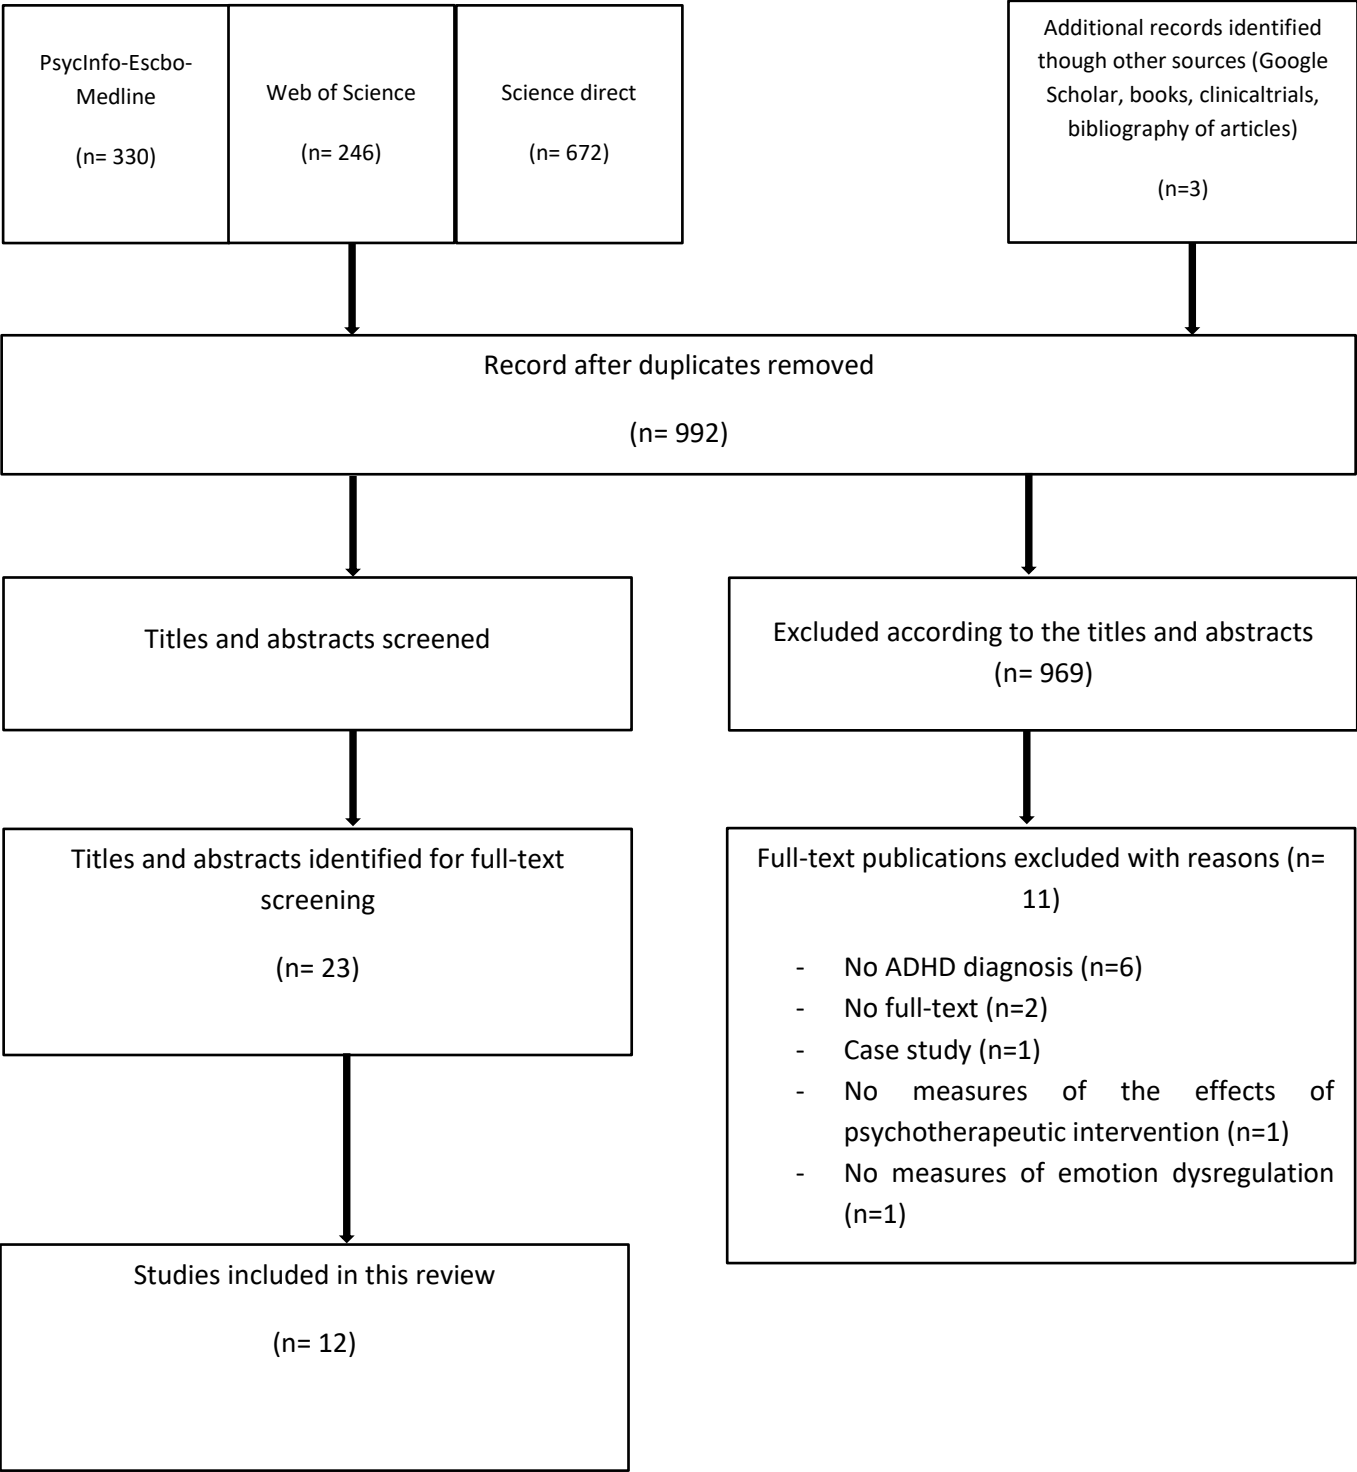 PsycInfo-Escbo-
Medline
(n= 330)
Web of Science
(n= 246)
Science direct
(n= 672)
Additional records identified
though other sources (Google
Scholar, books, clinicaltrials,
bibliography of articles)
(n=3)
Record after duplicates removed
(n= 992)
Titles and abstracts screened
Excluded according to the titles and abstracts
(n= 969)
Titles and abstracts identified for full-text
screening
(n= 23)
Full-text publications excluded with reasons (n=
11)
- No ADHD diagnosis (n=6)
- No full-text (n=2)
- Case study (n=1)
- No measures of the effects of
psychotherapeutic intervention (n=1)
- No measures of emotion dysregulation
(n=1)
Studies included in this review
(n= 12)